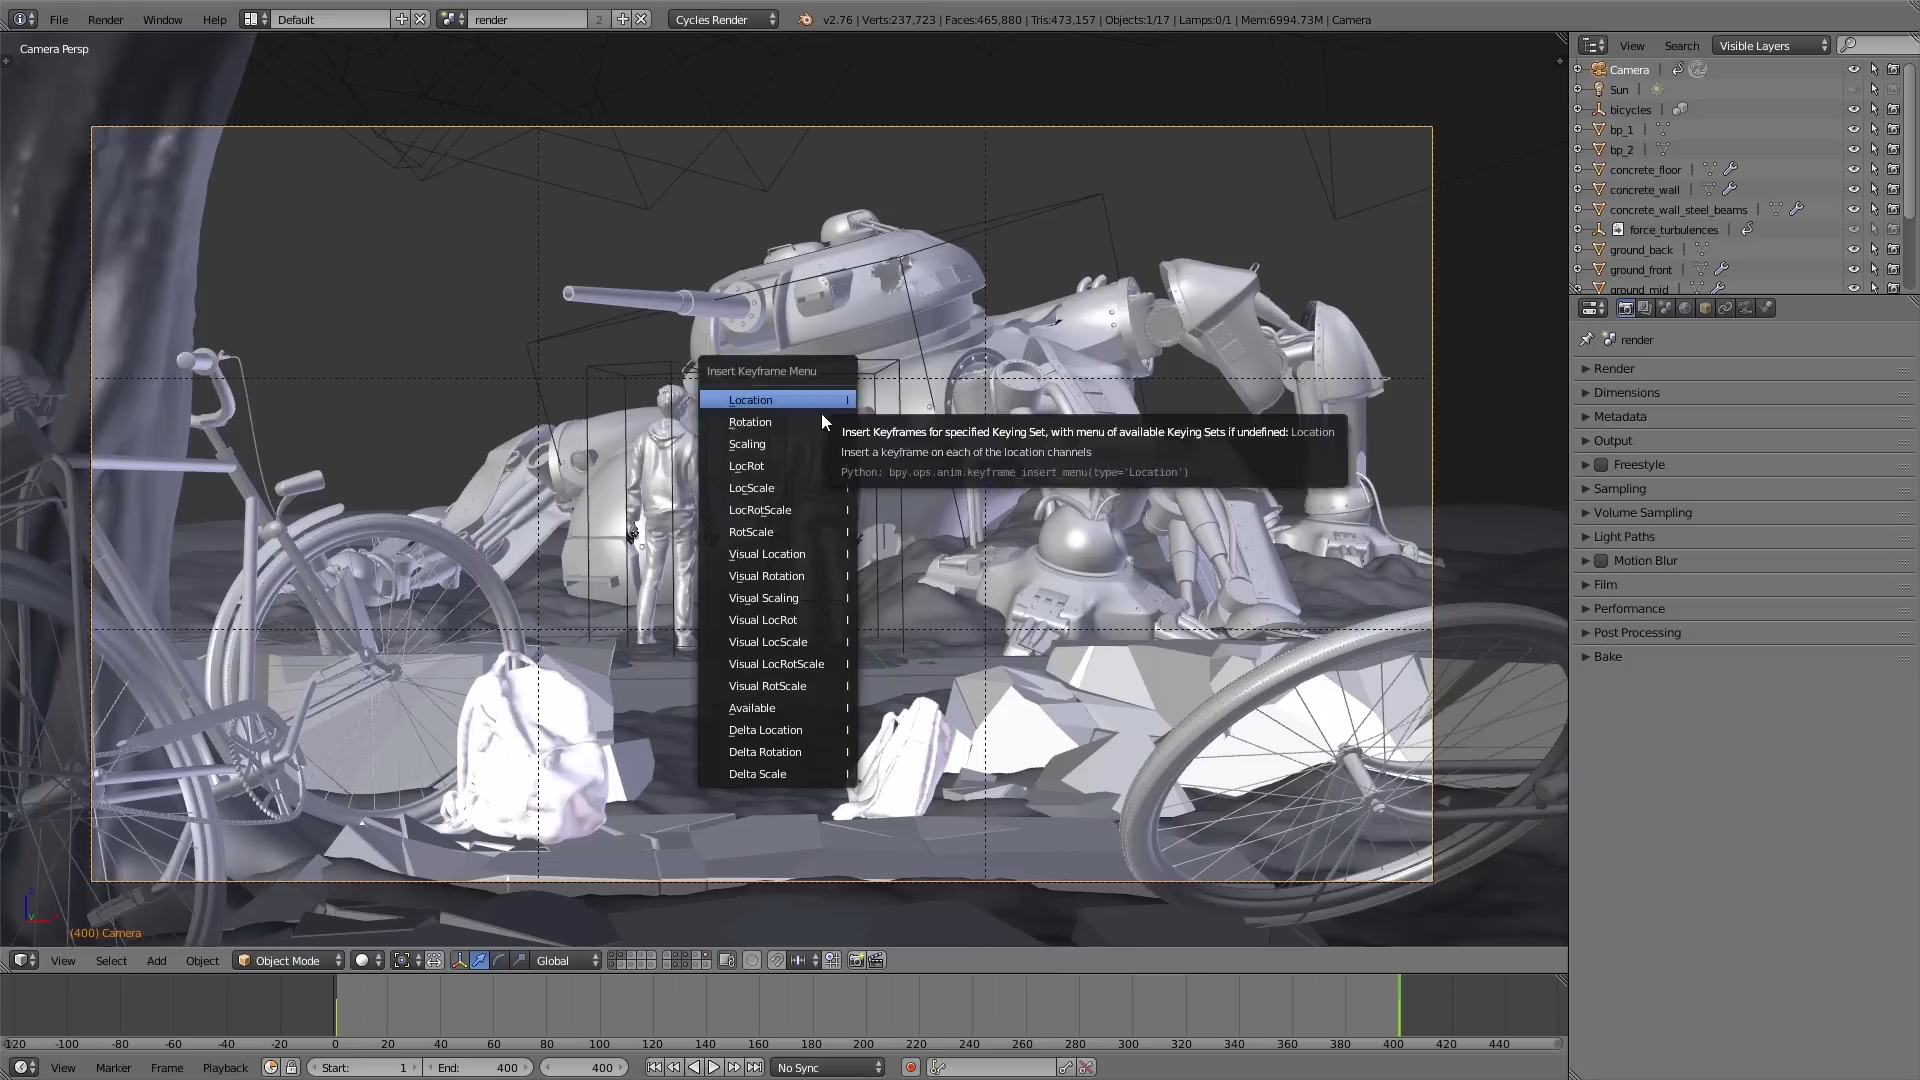 File Render Window Help Default render 2 Cycles Render v2.76 | Verts:237,723 | Faces:465,880 | Tris:473,157 | Objects:1/17 | Lamps:0/1 | Mem:6994.73M | Camera
Camera Persp
View Search Visible Layers
Camera
Sun
bicycles
bp_1
bp_2
concrete_floor
concrete_wall
concrete_wall_steel_beams
force_turbulences
ground_back
ground_front
ground_mid
render
Render
Dimensions
Metadata
Output
Freestyle
Sampling
Volume Sampling
Light Paths
Motion Blur
Film
Performance
Post Processing
Bake
Insert Keyframe Menu
Location I
Rotation
Scaling
LocRot
LocScale I
LocRotScale I
RotScale I
Visual Location I
Visual Rotation I
Visual Scaling I
Visual LocRot I
Visual LocScale I
Visual LocRotScale I
Visual RotScale I
Available I
Delta Location I
Delta Rotation I
Delta Scale I
Insert Keyframes for specified Keying Set, with menu of available Keying Sets if undefined: Location
Insert a keyframe on each of the location channels
Python: bpy.ops.anim.keyframe_insert_menu(type='Location')
z
y
(400) Camera
View Select Add Object Object Mode Global
-120 -100 -80 -60 -40 -20 0 20 40 60 80 100 120 140 160 180 200 220 240 260 280 300 320 340 360 380 400 420 440
View Marker Frame Playback Start: 1 End: 400 400 No Sync